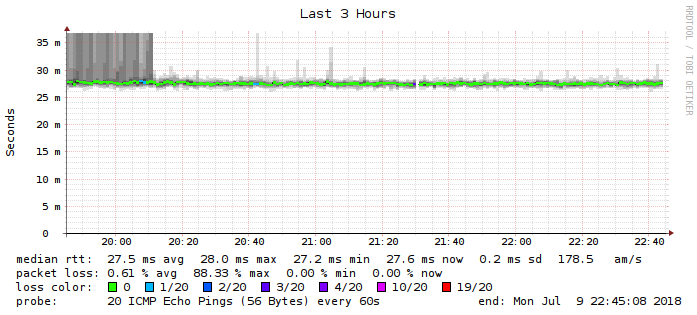 Last 3 Hours
RRDTOOL / TOBI OETIKER
Seconds
35 m
30 m
25 m
20 m
15 m
10 m
5 m
0
20:00 20:20 20:40 21:00 21:20 21:40 22:00 22:20 22:40
median rtt: 27.5 ms avg 28.0 ms max 27.2 ms min 27.6 ms now 0.2 ms sd 178.5 am/s
packet loss: 0.61 % avg 88.33 % max 0.00 % min 0.00 % now
loss color: 0 1/20 2/20 3/20 4/20 10/20 19/20
probe: 20 ICMP Echo Pings (56 Bytes) every 60s end: Mon Jul 9 22:45:08 2018